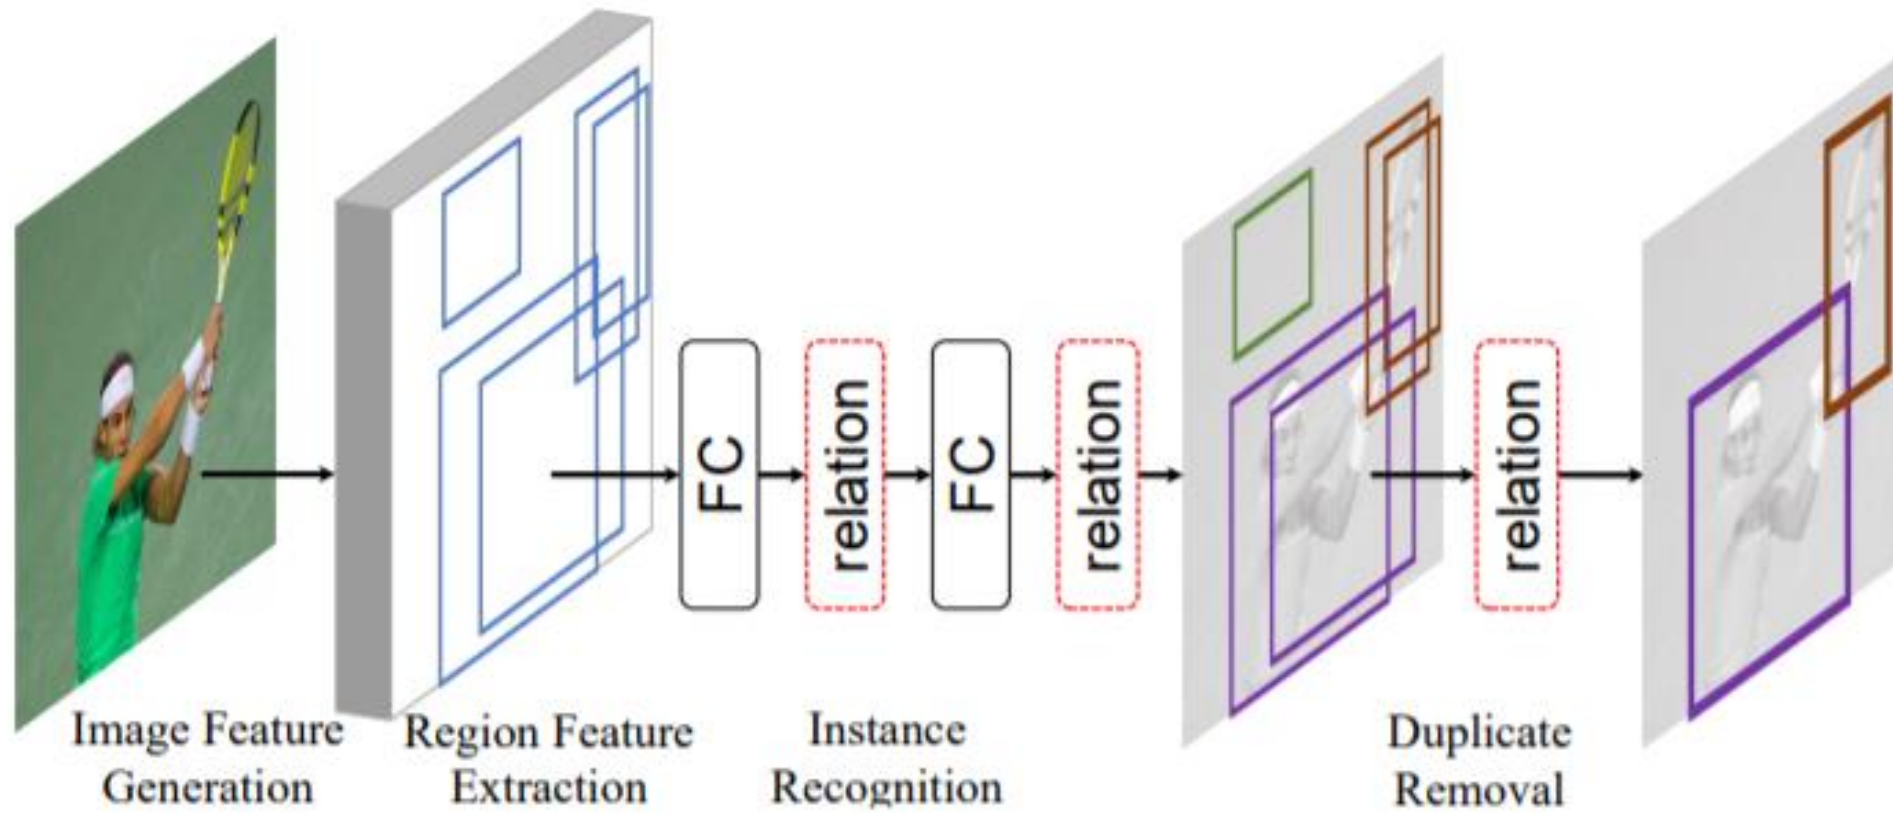 FC
relation
FC
relation
relation
Image Feature
Generation
Region Feature
Extraction
Instance
Recognition
Duplicate
Removal